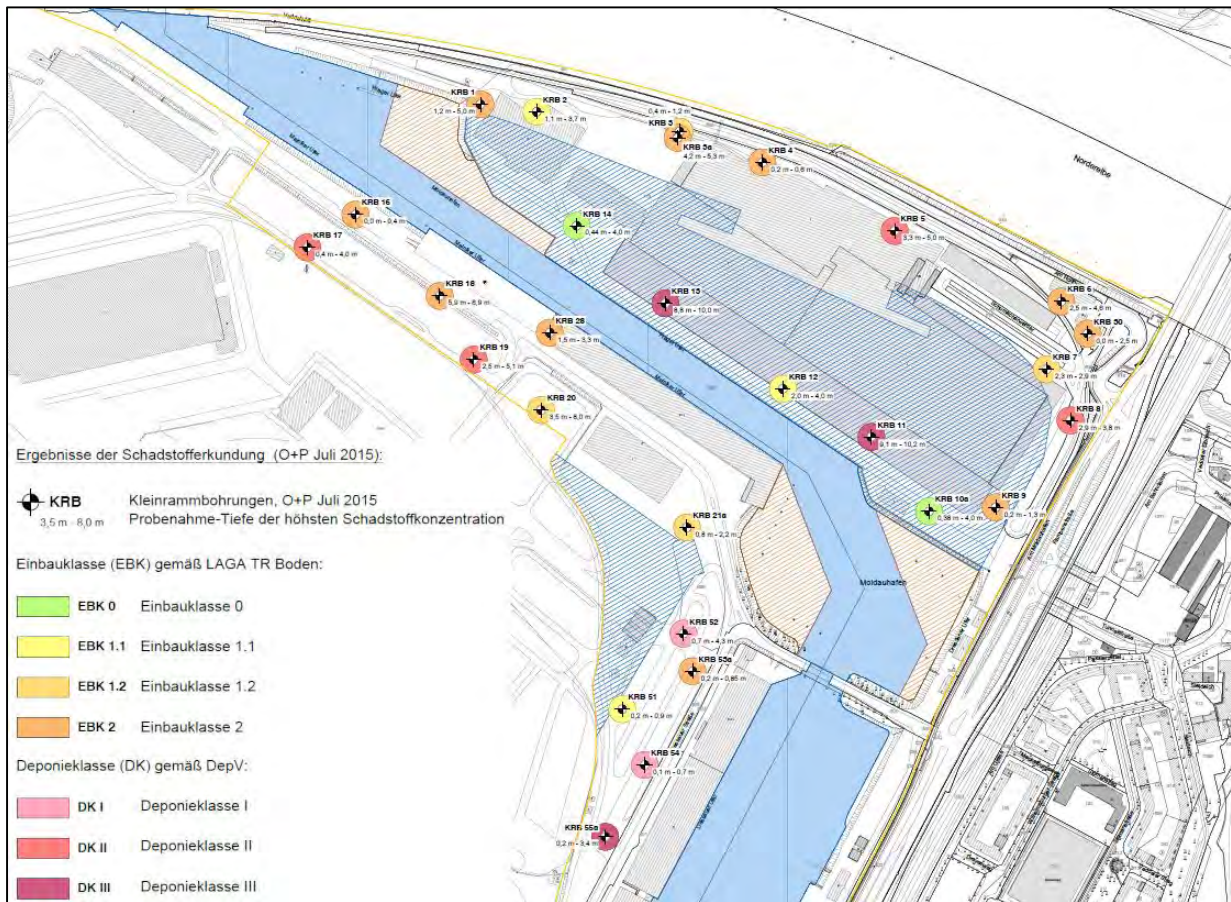 KRB 1
1,2 m - 5,0 m
KRB 2
1,1 m - 3,7 m
0,4 m - 1,2 m
KRB 3
KRB 3a
4,2 m - 5,3 m
KRB 4
0,2 m - 0,6 m
Norderelbe
KRB 16
0,0 m - 0,4 m
KRB 14
0,44 m - 4,0 m
KRB 5
3,3 m - 5,0 m
KRB 17
0,4 m - 4,0 m
KRB 18
5,9 m - 6,9 m
KRB 13
8,8 m - 10,0 m
KRB 6
2,5 m - 4,6 m
KRB 50
0,0 m - 2,5 m
KRB 28
1,5 m - 3,3 m
KRB 19
2,8 m - 5,1 m
KRB 7
2,3 m - 2,9 m
KRB 12
2,0 m - 4,0 m
KRB 20
3,5 m - 8,0 m
KRB 8
2,9 m - 3,8 m
KRB 11
9,1 m - 10,2 m
Ergebnisse der Schadstofferkundung (O+P Juli 2015):
KRB
3,5 m - 8,0 m
Kleinrammbohrungen, O+P Juli 2015
Probenahme-Tiefe der höchsten Schadstoffkonzentration
KRB 10a
0,38 m - 4,0 m
KRB 9
0,2 m - 1,3 m
KRB 21a
0,8 m - 2,2 m
Einbauklasse (EBK) gemäß LAGA TR Boden:
Moldauhafen
EBK 0 Einbauklasse 0
EBK 1.1 Einbauklasse 1.1
EBK 1.2 Einbauklasse 1.2
EBK 2 Einbauklasse 2
KRB 52
0,7 m - 4,3 m
KRB 53a
0,2 m - 0,85 m
KRB 51
0,2 m - 0,9 m
KRB 54
0,1 m - 0,7 m
Deponieklasse (DK) gemäß DepV:
DK I Deponieklasse I
DK II Deponieklasse II
DK III Deponieklasse III
KRB 55a
0,2 m - 3,4 m